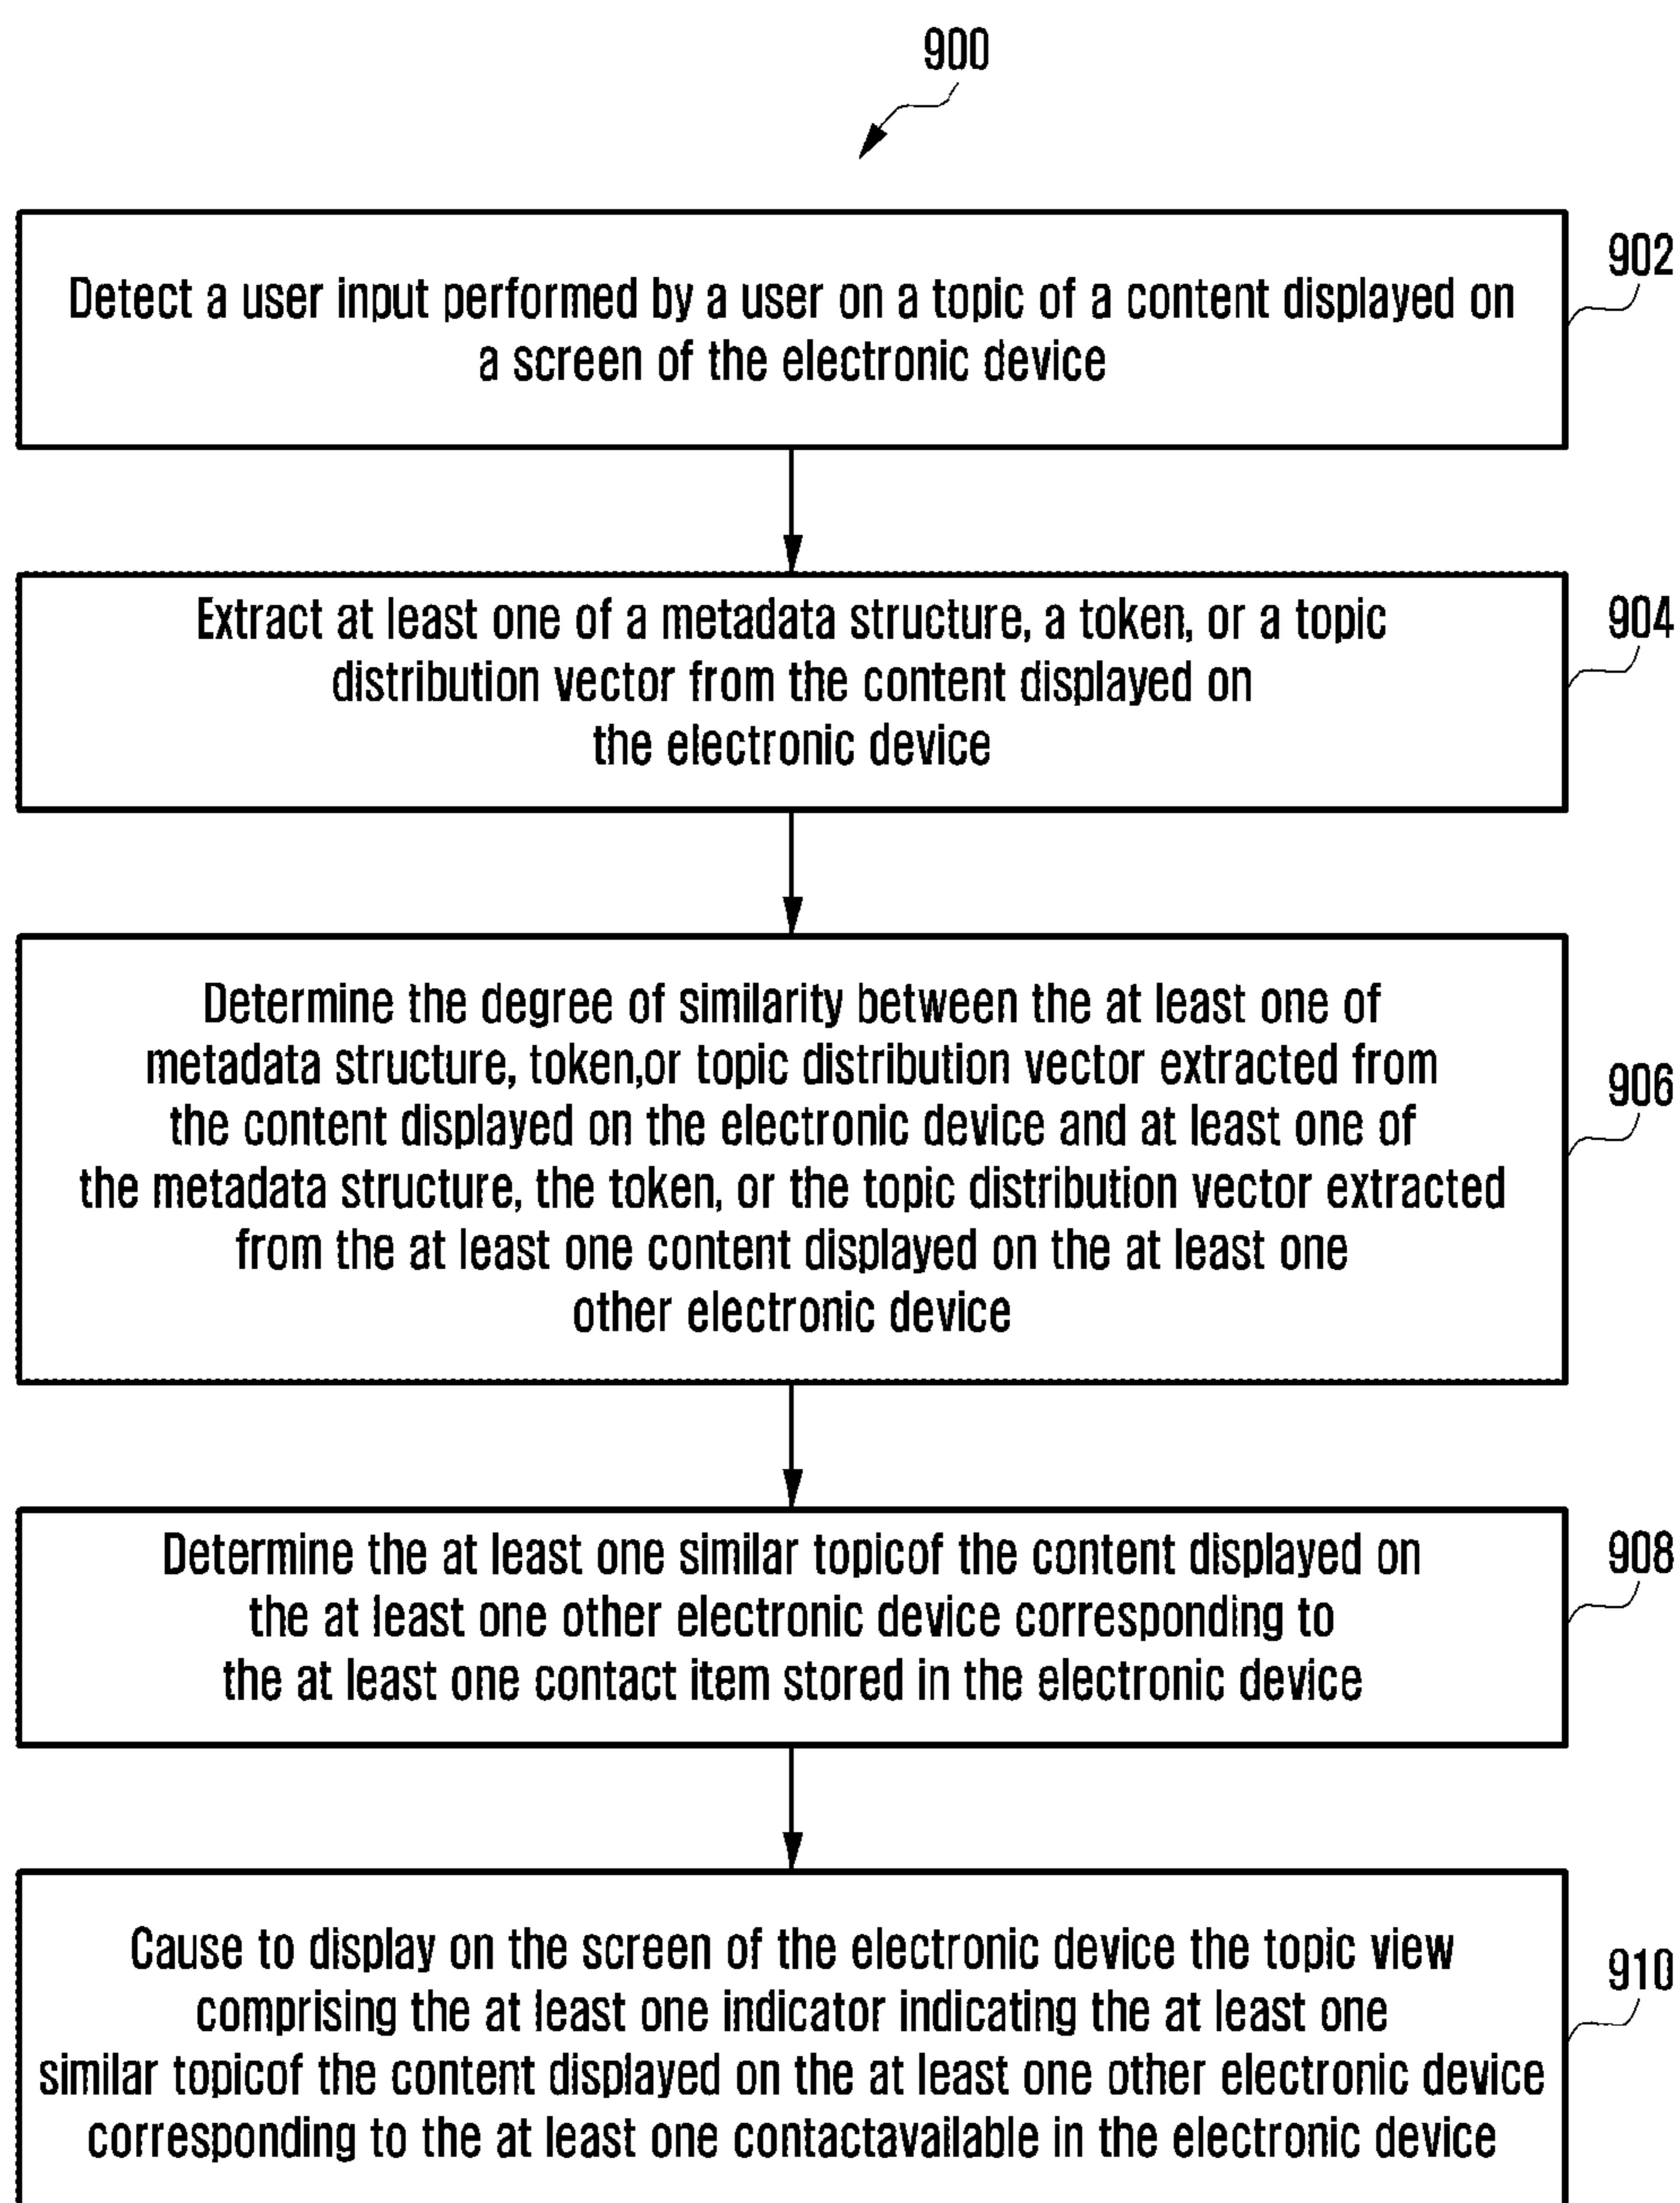 900
Detect a user input performed by a user on a topic of a content displayed on
a screen of the electronic device
902
Extract at least one of a metadata structure, a token, or a topic
distribution vector from the content displayed on
the electronic device
904
Determine the degree of similarity between the at least one of
metadata structure, token,or topic distribution vector extracted from
the content displayed on the electronic device and at least one of
the metadata structure, the token, or the topic distribution vector extracted
from the at least one content displayed on the at least one
other electronic device
906
Determine the at least one similar topicof the content displayed on
the at least one other electronic device corresponding to
the at least one contact item stored in the electronic device
908
Cause to display on the screen of the electronic device the topic view
comprising the at least one indicator indicating the at least one
similar topicof the content displayed on the at least one other electronic device
corresponding to the at least one contactavailable in the electronic device
910